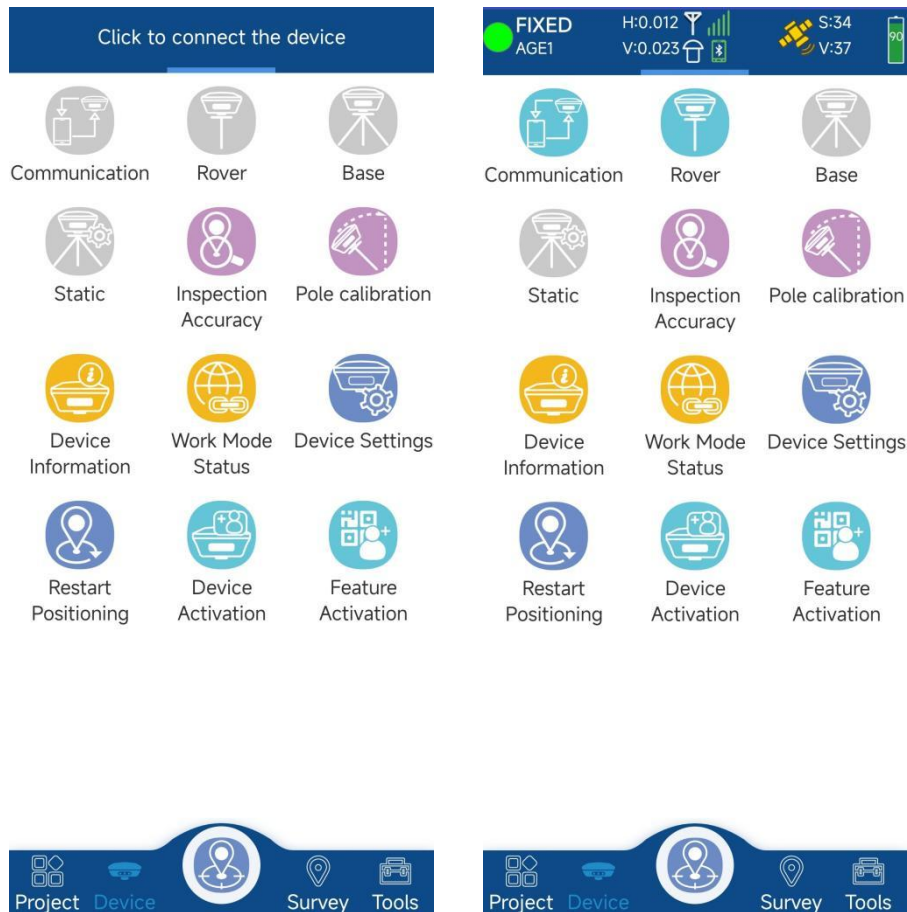 Click to connect the device
Communication Rover Base
Static Inspection Pole calibration
Accuracy
Device Work Mode Device Settings
Information Status
Restart Device Feature
Positioning Activation Activation
Project Device Survey Tools
FIXED H:0.012 S:34 90
AGE1 V:0.023 V:37
Communication Rover Base
Static Inspection Pole calibration
Accuracy
Device Work Mode Device Settings
Information Status
Restart Device Feature
Positioning Activation Activation
Project Device Survey Tools